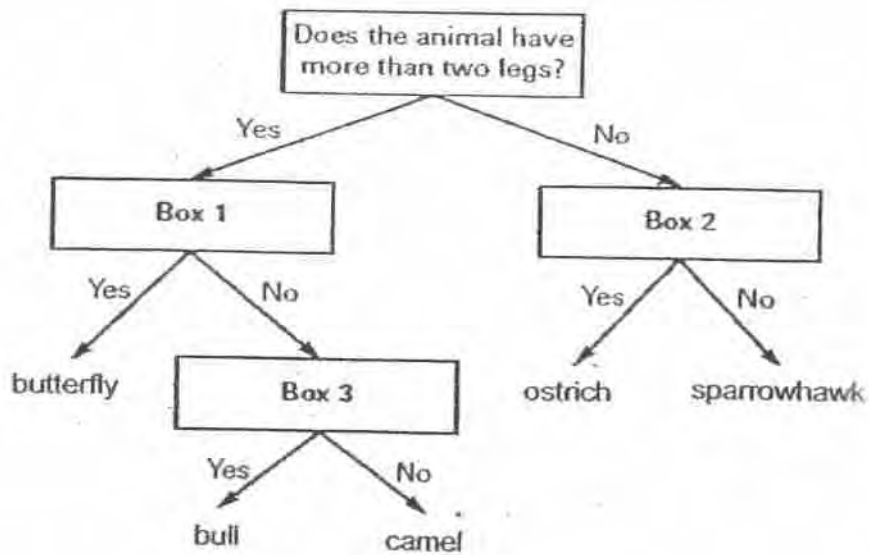 Does the animal have
more than two legs?
Yes
No
Box 1
Box 2
Yes
No
Yes
No
butterfly
Box 3
ostrich
sparrowhawk
Yes
No
bull
camel